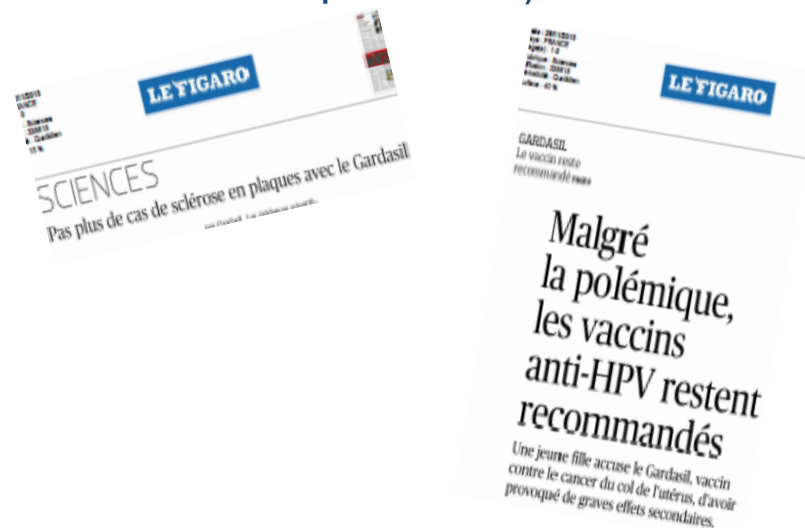 LE FIGARO
SCIENCES
Pas plus de cas de sclérose en plaques avec le Gardasil
LE FIGARO
GARDASIL
Le vaccin reste
recommandé
Malgré
la polémique,
les vaccins
anti-HPV restent
recommandés
Une jeune fille accuse le Gardasil, vaccin
contre le cancer du col de l'utérus, d'avoir
provoqué de graves effets secondaires.